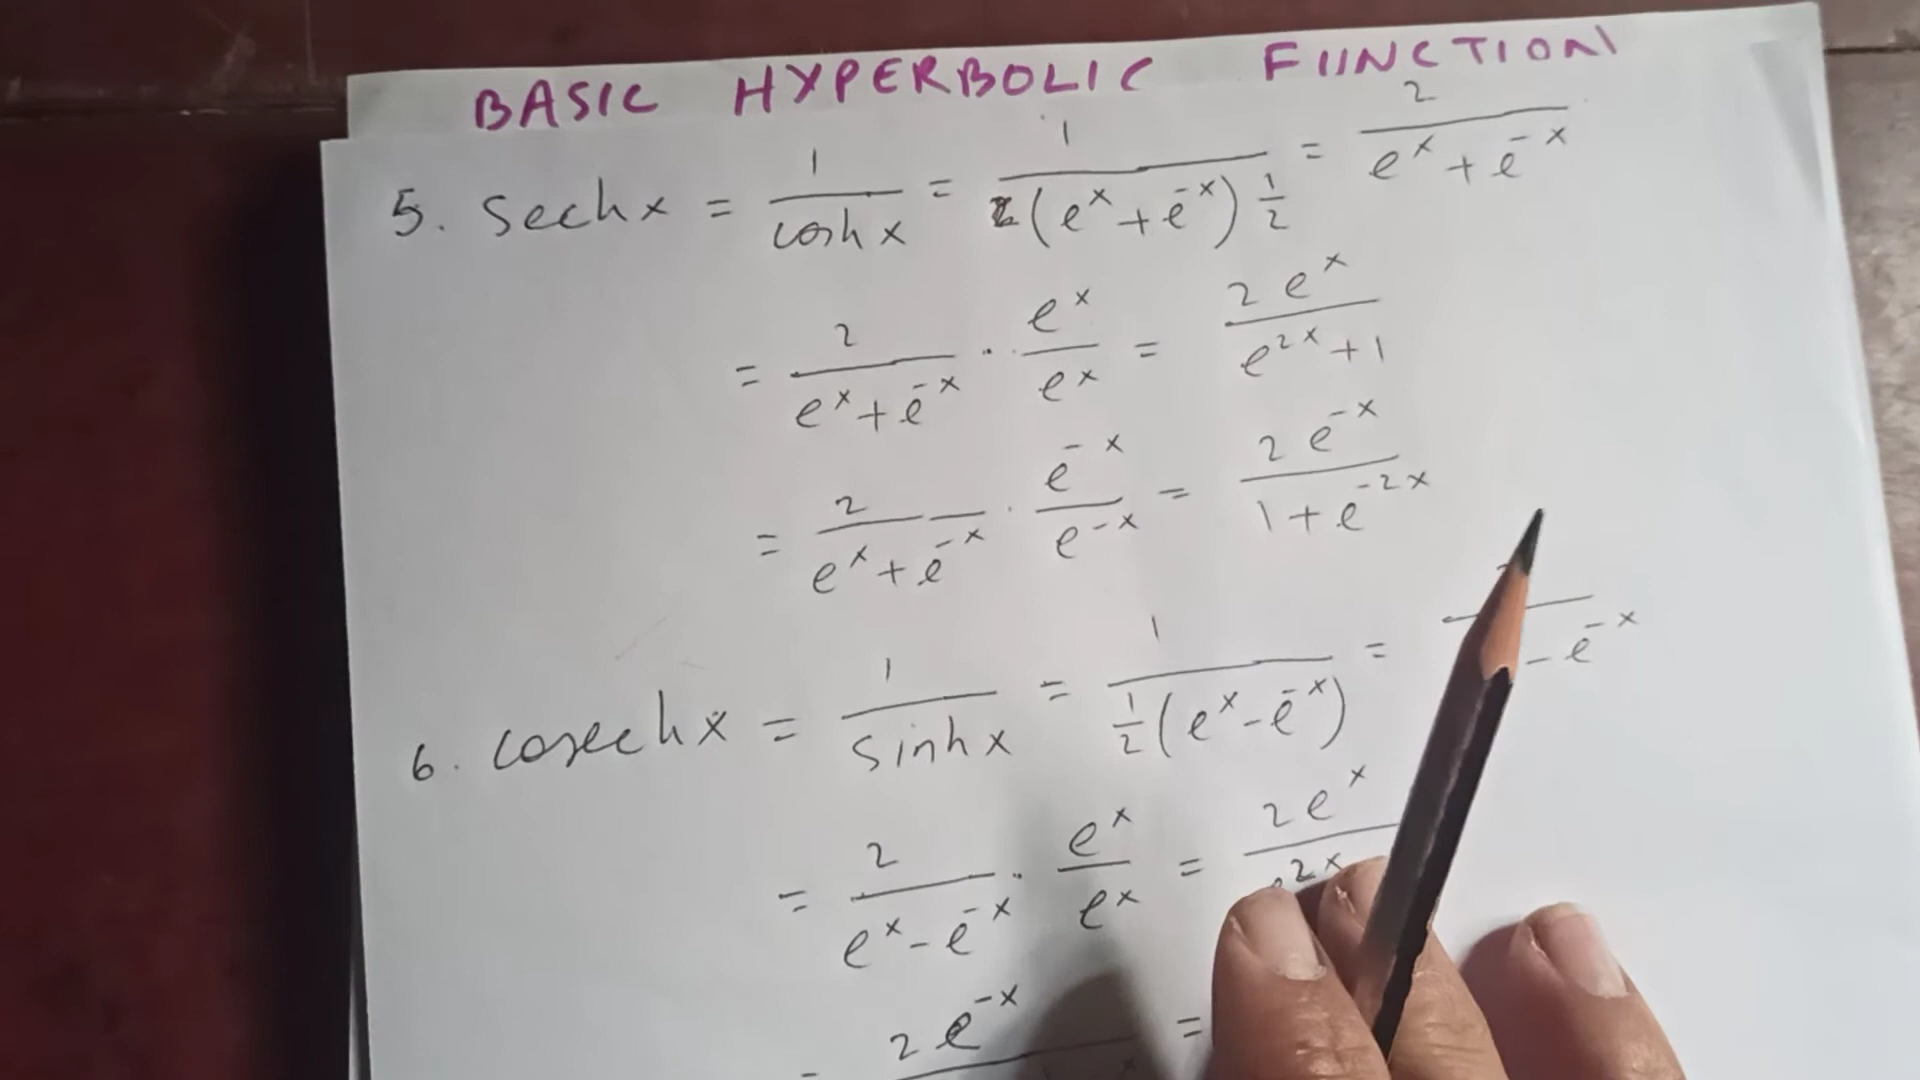 BASIC HYPERBOLIC FUNCTION
5. Sech x = 1/cosh x = 1/((e^x + e^-x) 1/2) = 2/(e^x + e^-x)
= 2/(e^x + e^-x) · e^x/e^x = 2e^x/(e^2x + 1)
= 2/(e^x + e^-x) · e^-x/e^-x = 2e^-x/(1 + e^-2x)
6. cosech x = 1/sinh x = 1/(1/2 (e^x - e^-x)) = - e^-x
= 2/(e^x - e^-x) · e^x/e^x = 2e^x/e^2x
= 2e^-x =